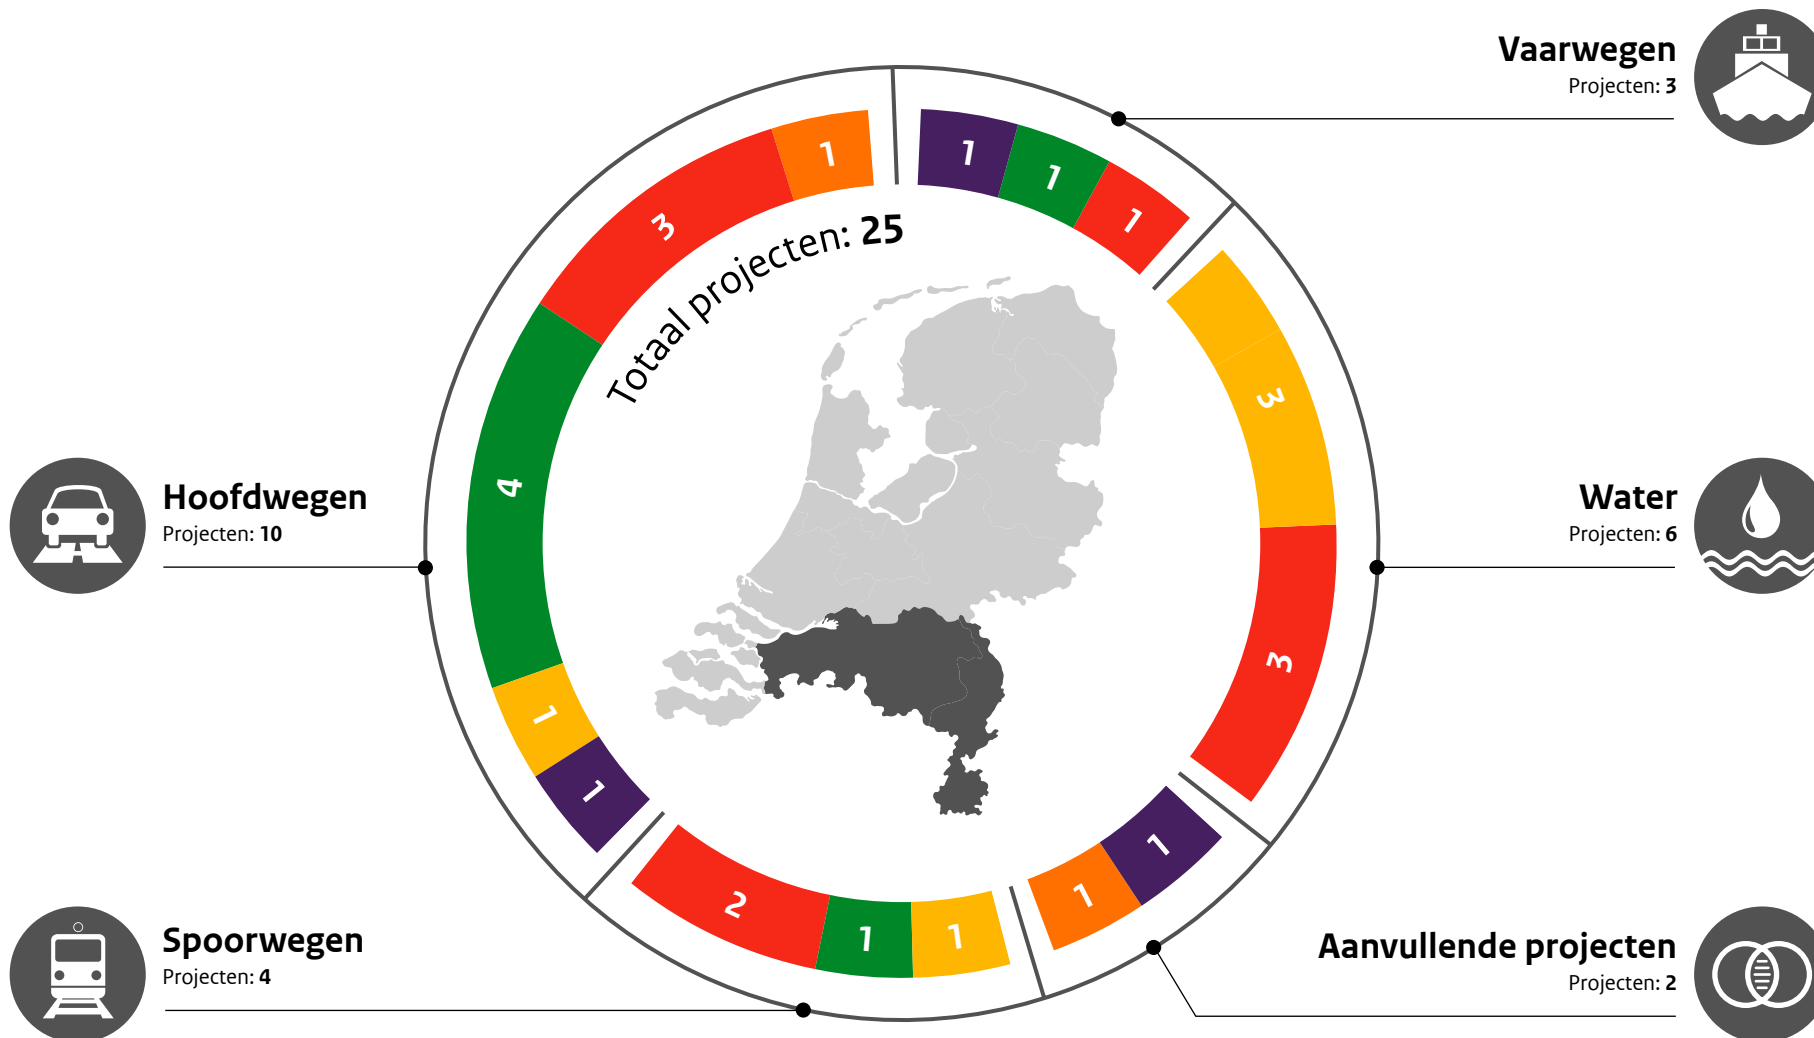 Vaarwegen
Projecten: 3
1
1
1
3
1
Totaal projecten: 25
3
4
Hoofdwegen
Projecten: 10
Water
Projecten: 6
3
1
1
2
1
1
1
1
Spoorwegen
Projecten: 4
Aanvullende projecten
Projecten: 2